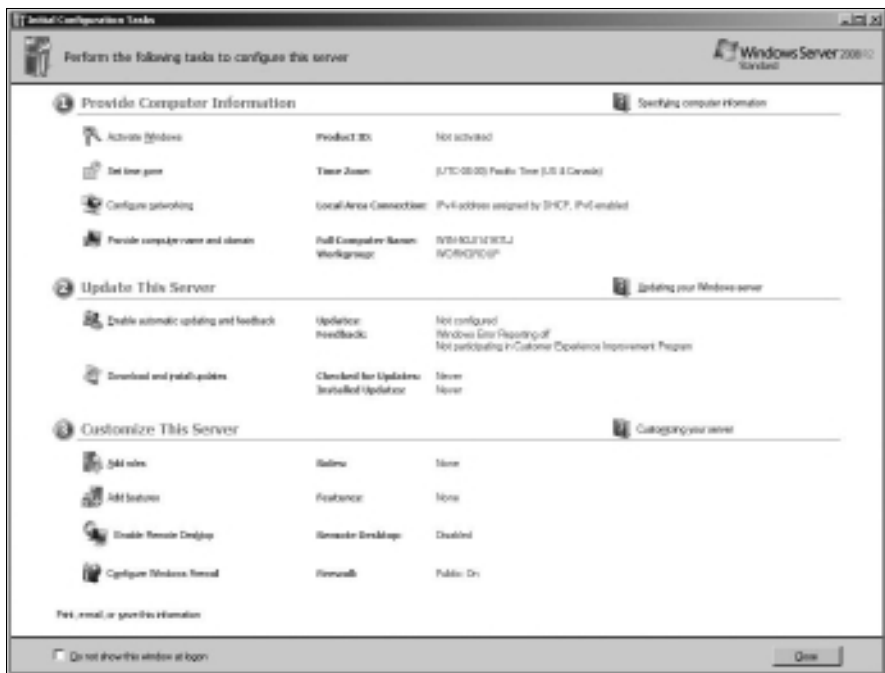 Initial Configuration Tasks
Perform the following tasks to configure this server
Windows Server 2008 R2
Standard
1 Provide Computer Information
Specifying computer information
Activate Windows Product ID: Not activated
Set time zone Time Zone: (UTC-08:00) Pacific Time (US & Canada)
Configure networking Local Area Connection: IPv4 address assigned by DHCP, IPv6 enabled
Provide computer name and domain Full Computer Name:
Workgroup: WORKGROUP
2 Update This Server
Updating your Windows server
Enable automatic updating and feedback Updates: Not configured
Feedback: Windows Error Reporting off
Not participating in Customer Experience Improvement Program
Download and install updates Checked for Updates: Never
Installed Updates: Never
3 Customize This Server
Customizing your server
Add roles Roles: None
Add features Features: None
Enable Remote Desktop Remote Desktop: Disabled
Configure Windows Firewall Firewall: Public: On
Print, e-mail, or save this information
Do not show this window at logon
Close